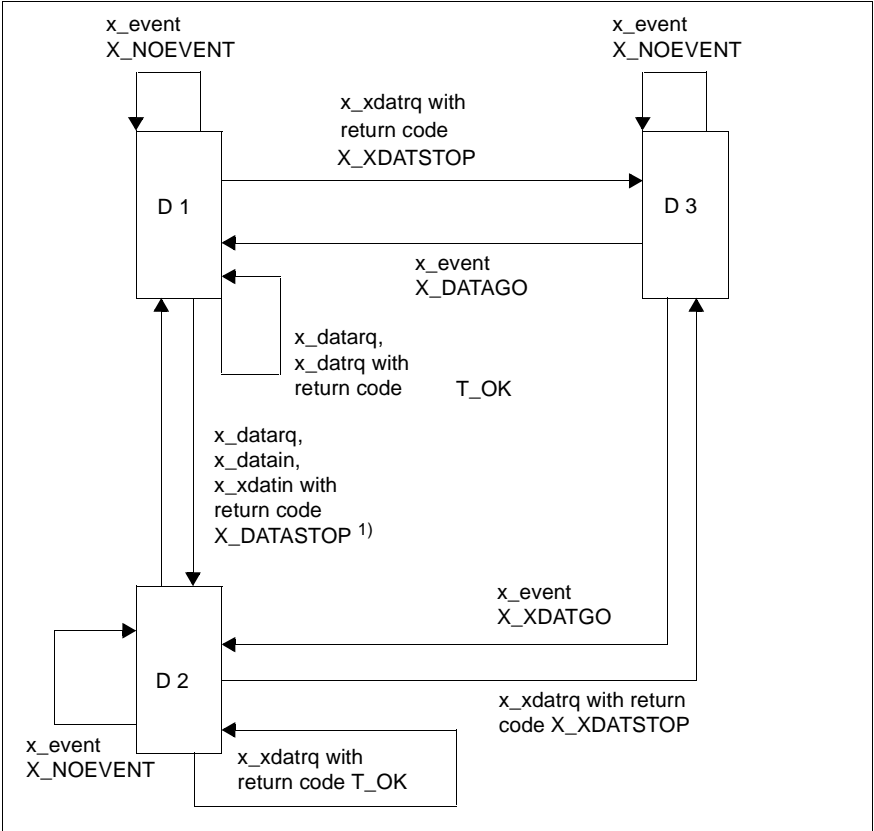 x_event
X_NOEVENT
x_event
X_NOEVENT
x_xdatrq with
return code
X_XDATSTOP
D 1
D 3
x_event
X_DATAGO
x_datarq,
x_datrq with
return code T_OK
x_datarq,
x_datain,
x_xdatin with
return code
X_DATASTOP 1)
x_event
X_XDATGO
D 2
x_xdatrq with return
code X_XDATSTOP
x_event
X_NOEVENT
x_xdatrq with
return code T_OK